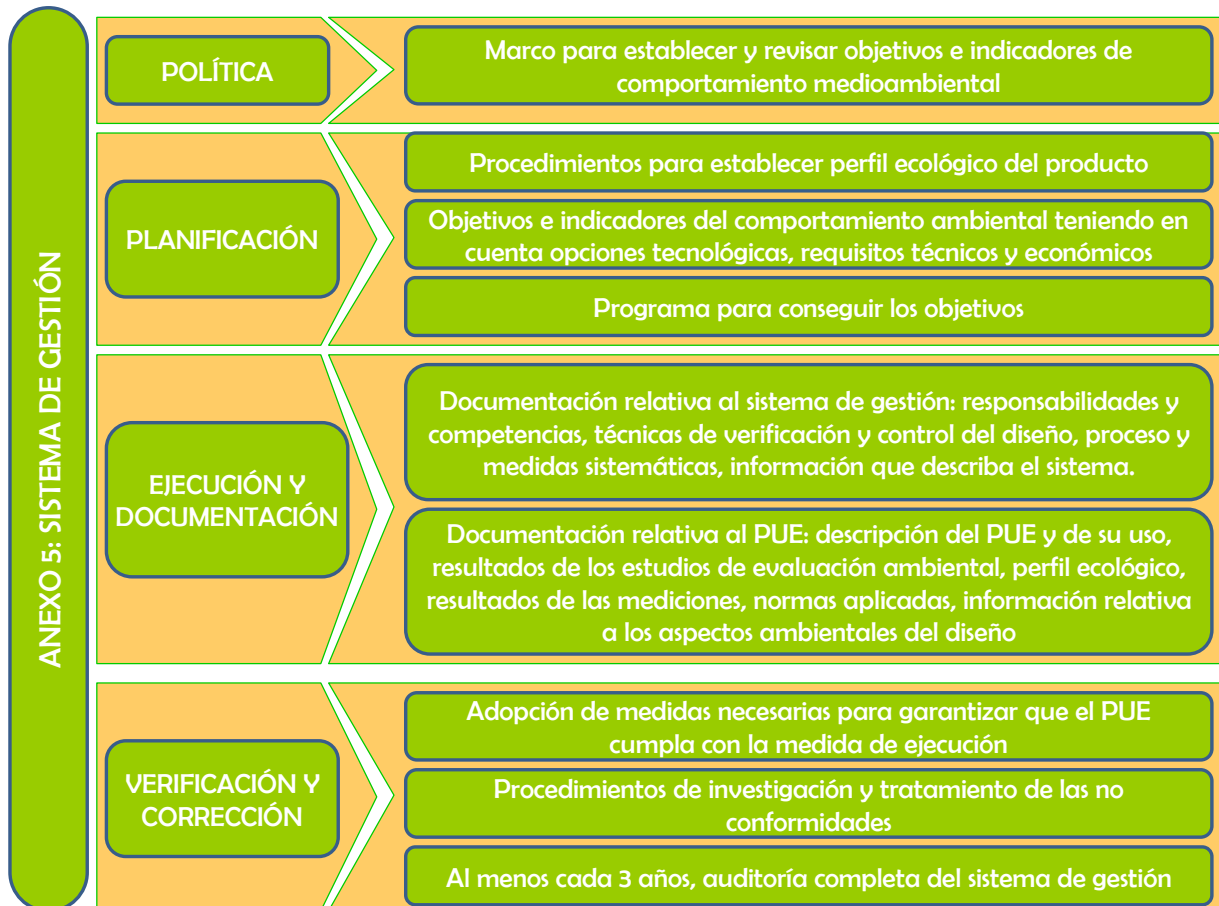 ANEXO 5: SISTEMA DE GESTIÓN
POLÍTICA
Marco para establecer y revisar objetivos e indicadores de
comportamiento medioambiental
PLANIFICACIÓN
Procedimientos para establecer perfil ecológico del producto
Objetivos e indicadores del comportamiento ambiental teniendo en
cuenta opciones tecnológicas, requisitos técnicos y económicos
Programa para conseguir los objetivos
EJECUCIÓN Y
DOCUMENTACIÓN
Documentación relativa al sistema de gestión: responsabilidades y
competencias, técnicas de verificación y control del diseño, proceso y
medidas sistemáticas, información que describa el sistema.
Documentación relativa al PUE: descripción del PUE y de su uso,
resultados de los estudios de evaluación ambiental, perfil ecológico,
resultados de las mediciones, normas aplicadas, información relativa
a los aspectos ambientales del diseño
VERIFICACIÓN Y
CORRECCIÓN
Adopción de medidas necesarias para garantizar que el PUE
cumpla con la medida de ejecución
Procedimientos de investigación y tratamiento de las no
conformidades
Al menos cada 3 años, auditoría completa del sistema de gestión